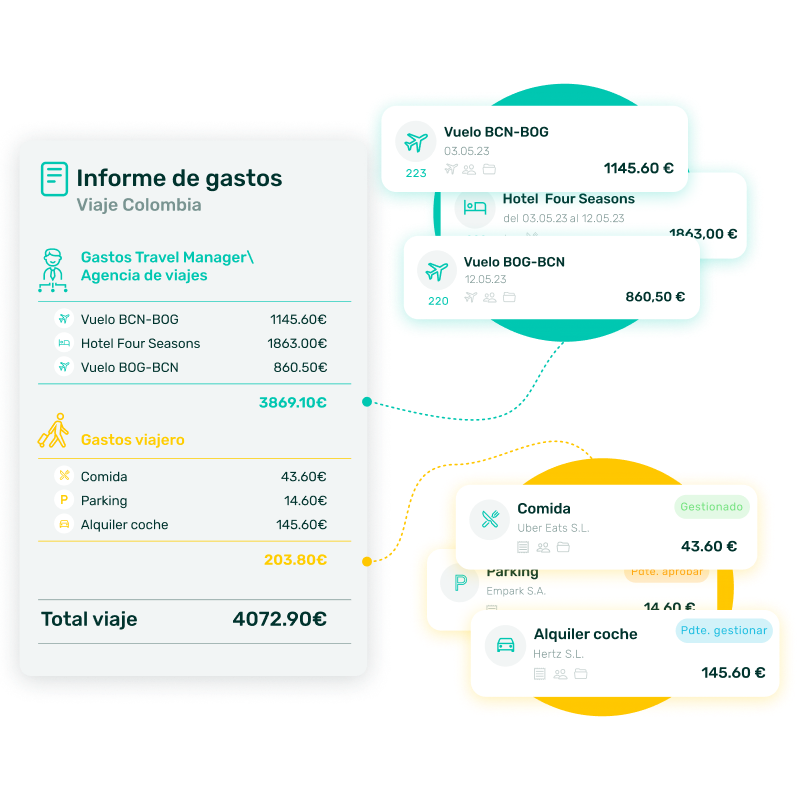 Informe de gastos
Viaje Colombia
Gastos Travel Manager\
Agencia de viajes
Vuelo BCN-BOG 1145.60€
Hotel Four Seasons 1863.00€
Vuelo BOG-BCN 860.50€
3869.10€
Gastos viajero
Comida 43.60€
P Parking 14.60€
Alquiler coche 145.60€
203.80€
Total viaje 4072.90€
Vuelo BCN-BOG
03.05.23
223
1145.60 €
Hotel Four Seasons
del 03.05.23 al 12.05.23
1863,00 €
Vuelo BOG-BCN
12.05.23
220
860,50 €
Comida
Gestionado
Uber Eats S.L.
43.60 €
P Parking
Pdte. aprobar
Empark S.A.
14.60 €
Alquiler coche
Pdte. gestionar
Hertz S.L.
145.60 €